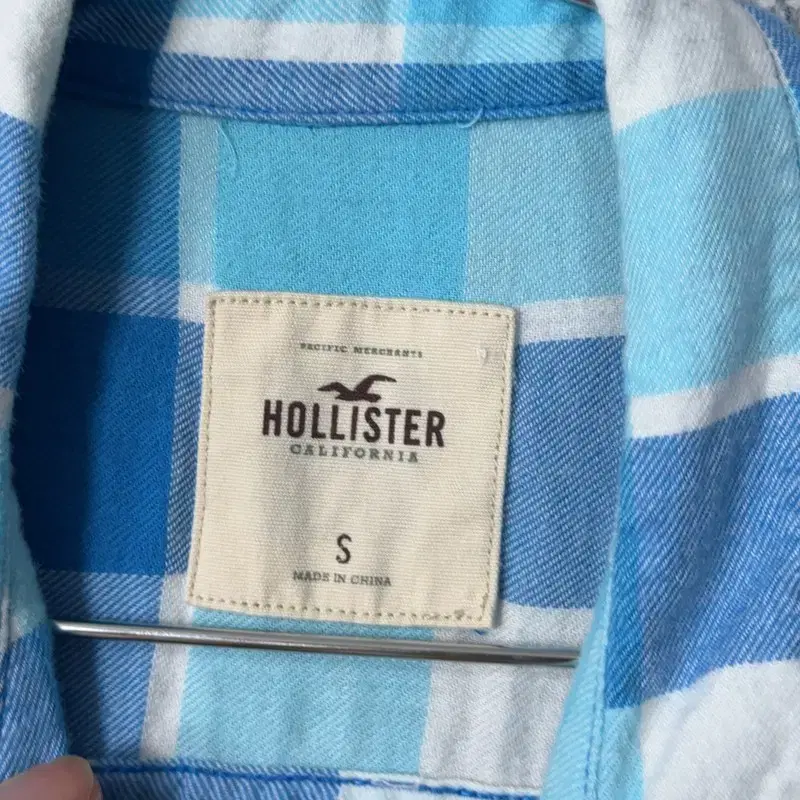 PACIFIC MERCHANTS
HOLLISTER
CALIFORNIA
S
MADE IN CHINA